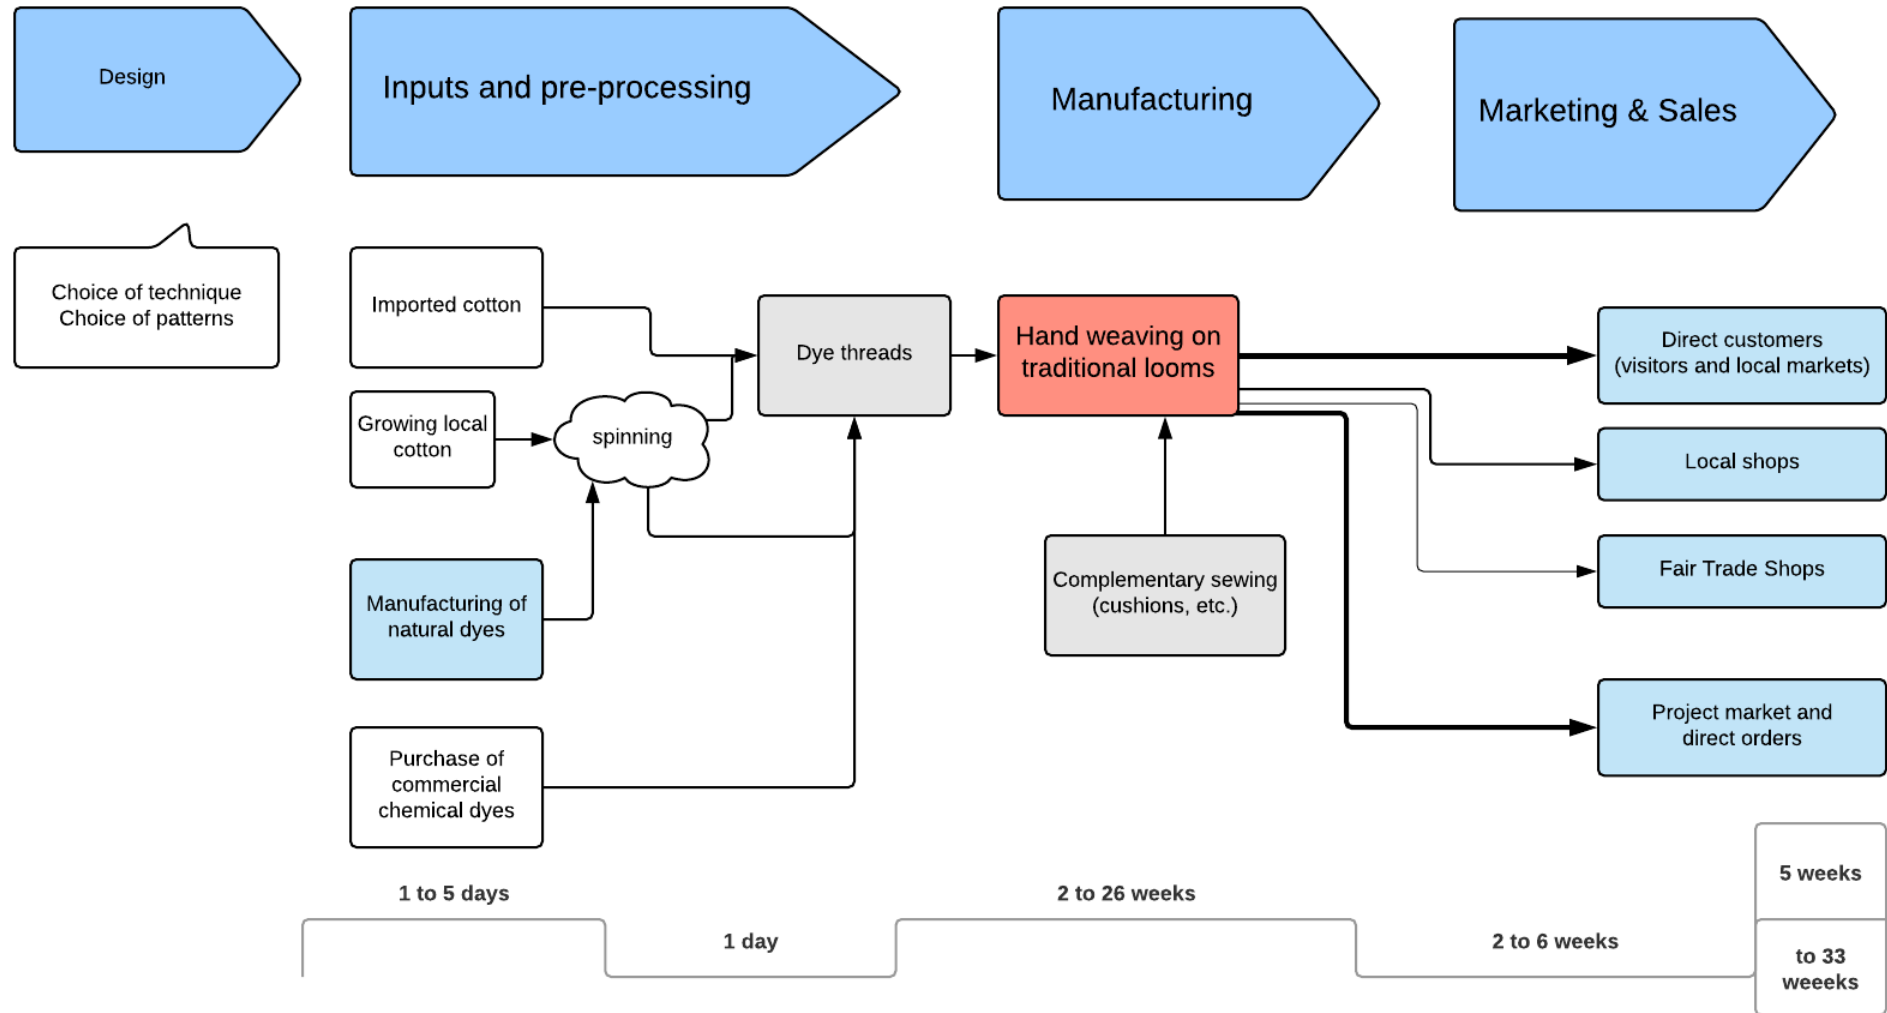 Design
Inputs and pre-processing
Manufacturing
Marketing & Sales
Choice of technique
Choice of patterns
Imported cotton
Growing local
cotton
spinning
Manufacturing of
natural dyes
Purchase of
commercial
chemical dyes
Dye threads
Hand weaving on
traditional looms
Complementary sewing
(cushions, etc.)
Direct customers
(visitors and local markets)
Local shops
Fair Trade Shops
Project market and
direct orders
1 to 5 days
1 day
2 to 26 weeks
2 to 6 weeks
5 weeks
to 33
weeeks